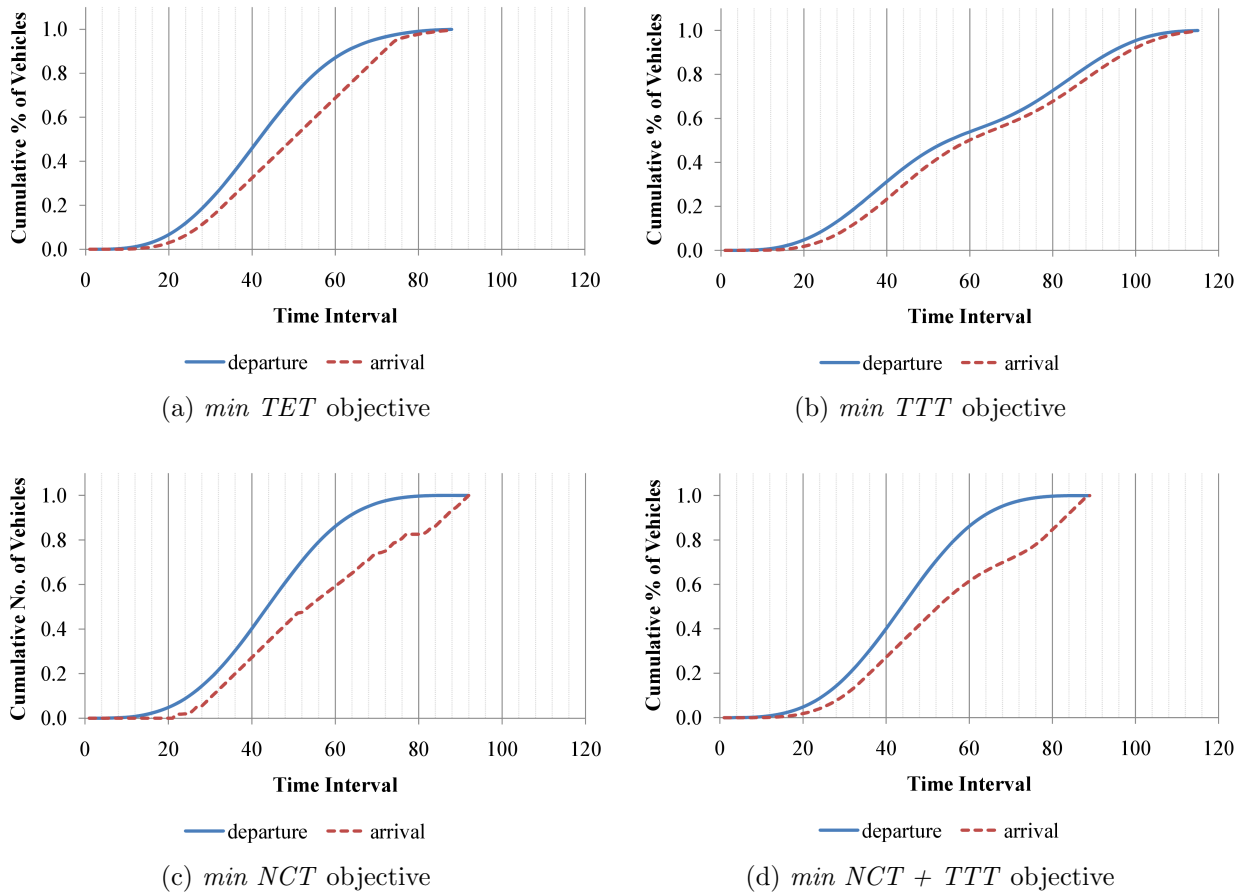 1.0
0.8
0.6
0.4
0.2
0.0
Cumulative % of Vehicles
0 20 40 60 80 100 120
Time Interval
departure arrival
(a) min TET objective
1.0
0.8
0.6
0.4
0.2
0.0
Cumulative % of Vehicles
0 20 40 60 80 100 120
Time Interval
departure arrival
(b) min TTT objective
1.0
0.8
0.6
0.4
0.2
0.0
Cumulative No. of Vehicles
0 20 40 60 80 100 120
Time Interval
departure arrival
(c) min NCT objective
1.0
0.8
0.6
0.4
0.2
0.0
Cumulative % of Vehicles
0 20 40 60 80 100 120
Time Interval
departure arrival
(d) min NCT + TTT objective